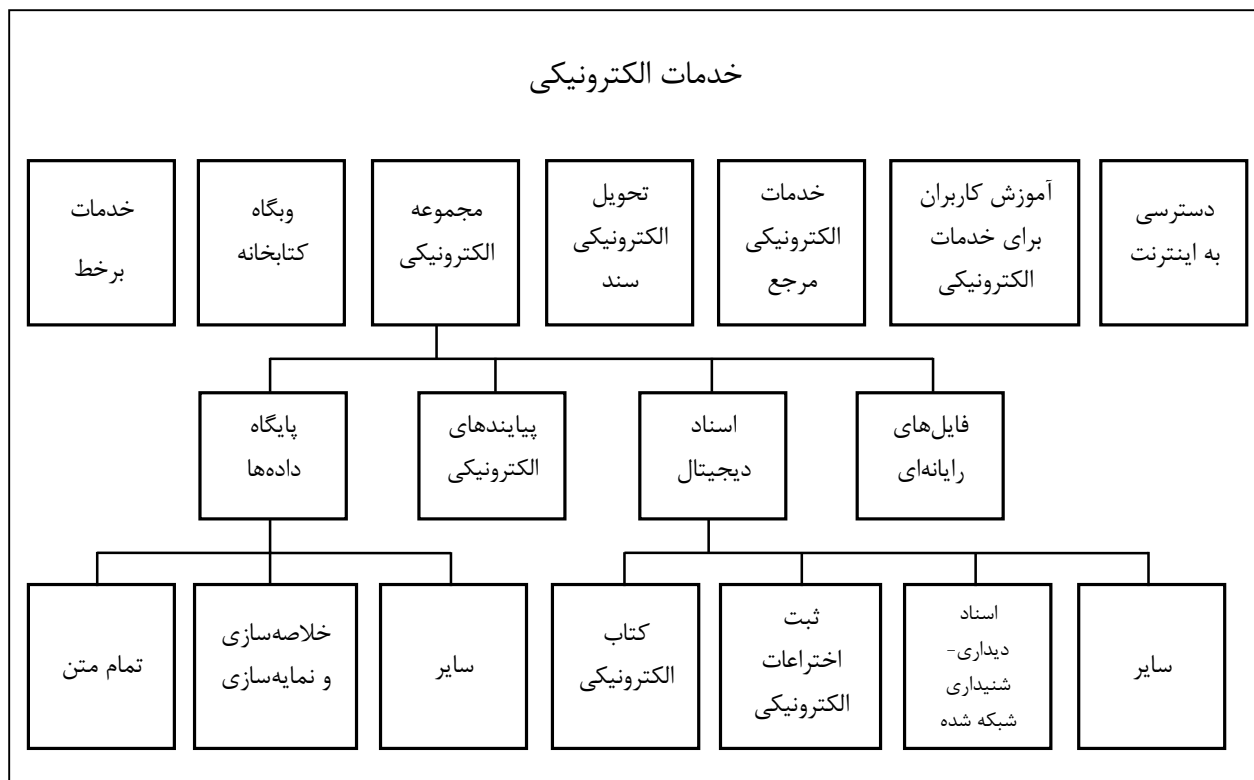 خدمات الکترونیکی
دسترسی
به اینترنت
آموزش کاربران
برای خدمات
الکترونیکی
خدمات
الکترونیکی
مرجع
تحویل
الکترونیکی
سند
مجموعه
الکترونیکی
وبگاه
کتابخانه
خدمات
برخط
فایل‌های
رایانه‌ای
اسناد
دیجیتال
پیایندهای
الکترونیکی
پایگاه
داده‌ها
سایر
اسناد
دیداری-
شنیداری
شبکه شده
ثبت
اختراعات
الکترونیکی
کتاب
الکترونیکی
سایر
خلاصه‌سازی
و نمایه‌سازی
تمام متن